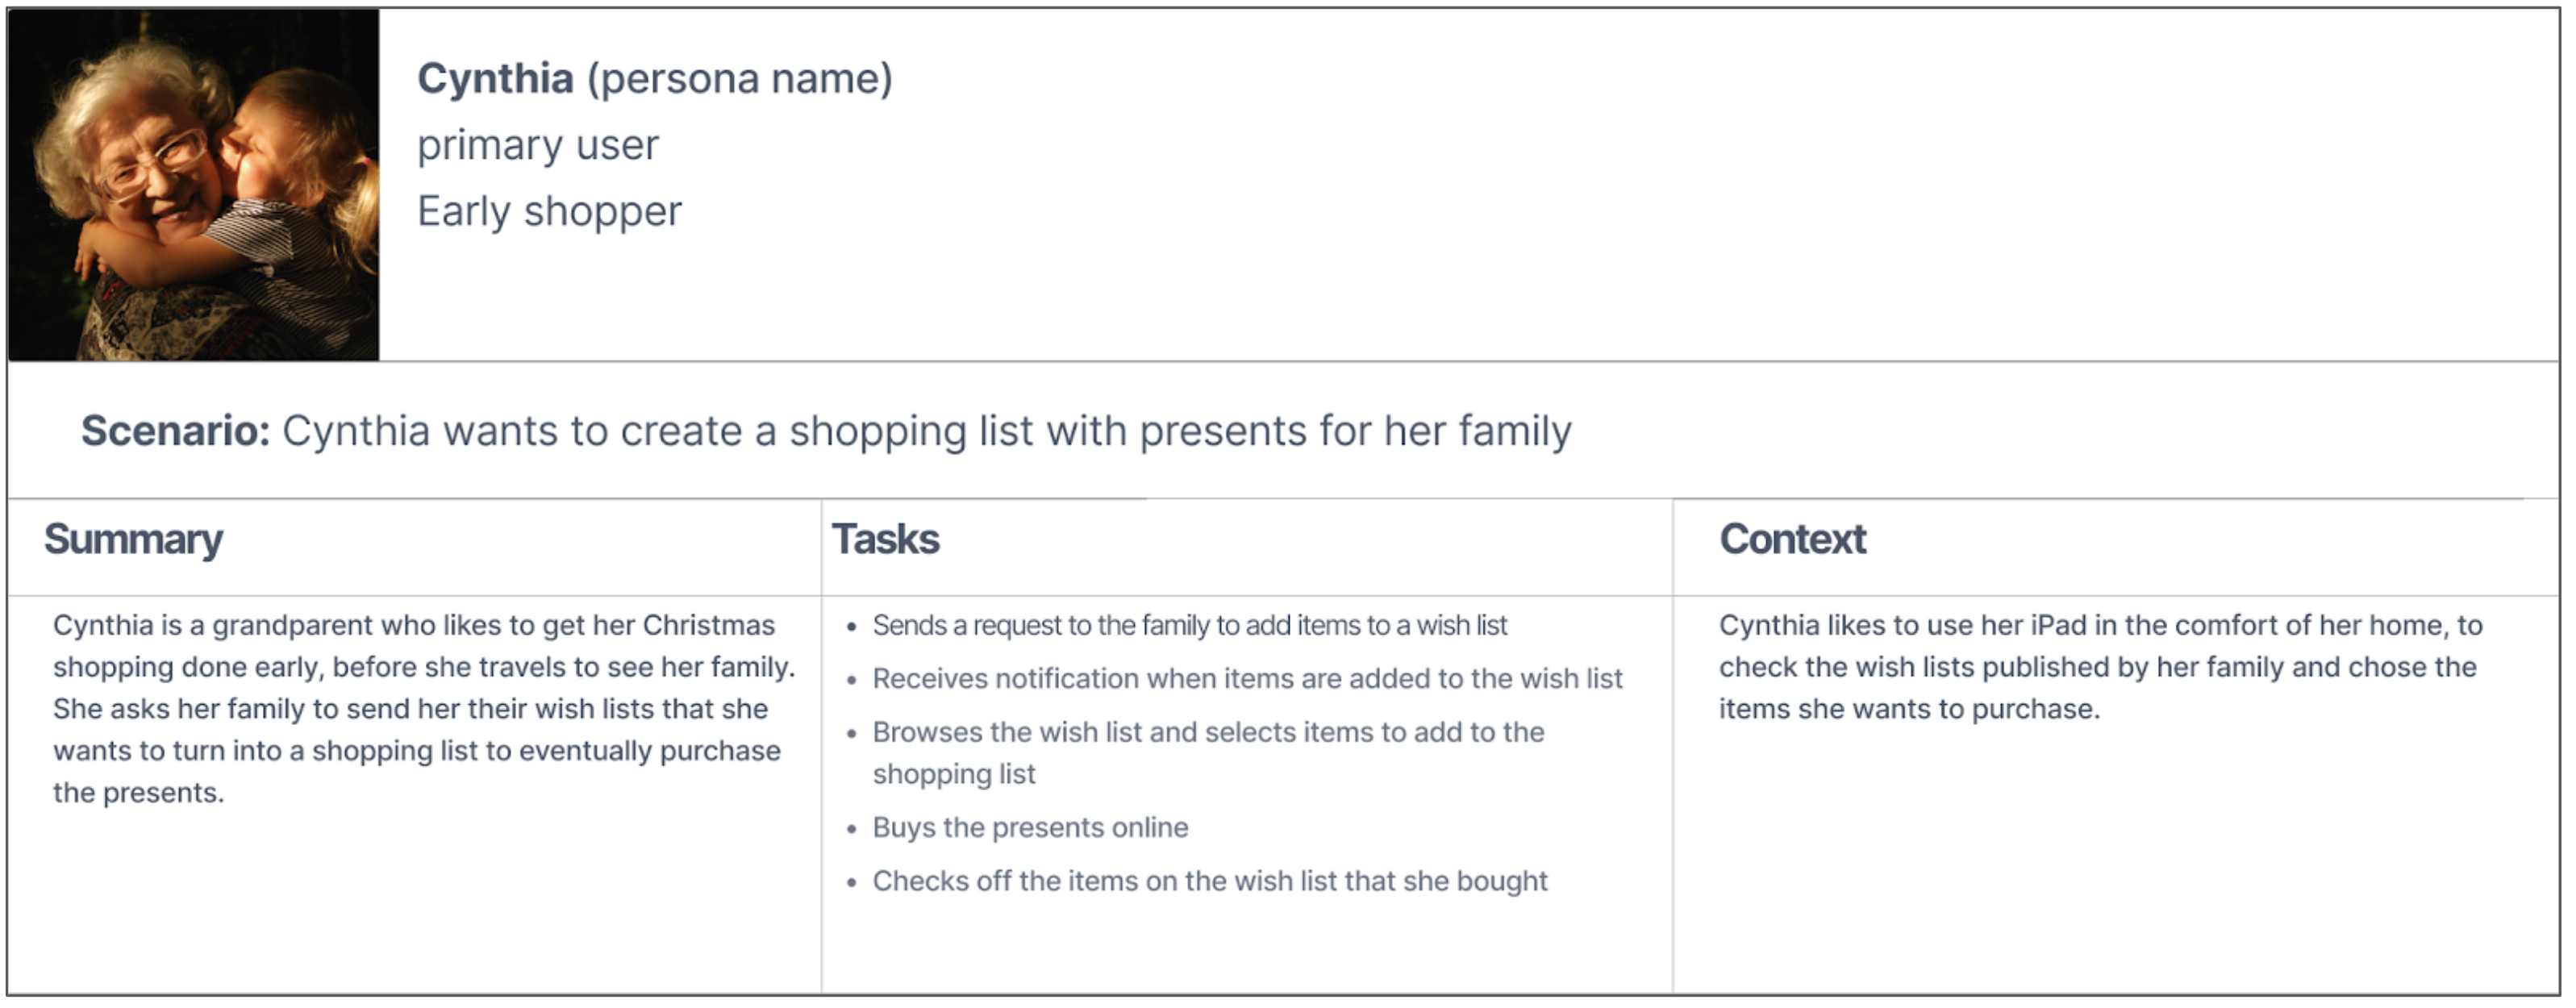 Cynthia (persona name)
primary user
Early shopper
Scenario: Cynthia wants to create a shopping list with presents for her family
Summary
Cynthia is a grandparent who likes to get her Christmas
shopping done early, before she travels to see her family.
She asks her family to send her their wish lists that she
wants to turn into a shopping list to eventually purchase
the presents.
Tasks
• Sends a request to the family to add items to a wish list
• Receives notification when items are added to the wish list
• Browses the wish list and selects items to add to the
shopping list
• Buys the presents online
• Checks off the items on the wish list that she bought
Context
Cynthia likes to use her iPad in the comfort of her home, to
check the wish lists published by her family and chose the
items she wants to purchase.